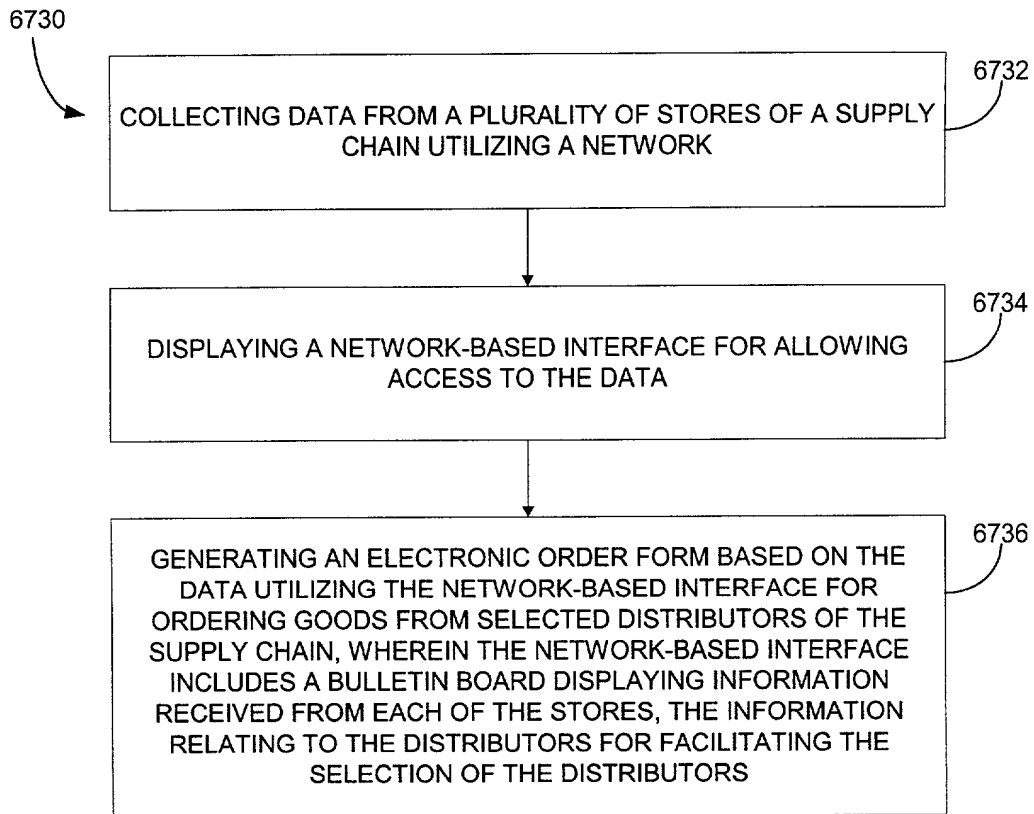 6730
6732
COLLECTING DATA FROM A PLURALITY OF STORES OF A SUPPLY
CHAIN UTILIZING A NETWORK
6734
DISPLAYING A NETWORK-BASED INTERFACE FOR ALLOWING
ACCESS TO THE DATA
6736
GENERATING AN ELECTRONIC ORDER FORM BASED ON THE
DATA UTILIZING THE NETWORK-BASED INTERFACE FOR
ORDERING GOODS FROM SELECTED DISTRIBUTORS OF THE
SUPPLY CHAIN, WHEREIN THE NETWORK-BASED INTERFACE
INCLUDES A BULLETIN BOARD DISPLAYING INFORMATION
RECEIVED FROM EACH OF THE STORES, THE INFORMATION
RELATING TO THE DISTRIBUTORS FOR FACILITATING THE
SELECTION OF THE DISTRIBUTORS